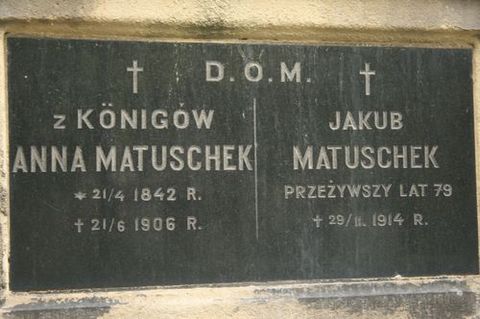 † D.O.M. †
z KÖNIGÓW
ANNA MATUSCHEK
* 21/4 1842 R.
† 21/6 1906 R.
JAKUB
MATUSCHEK
PRZEŻYWSZY LAT 79
† 29/II. 1914 R.